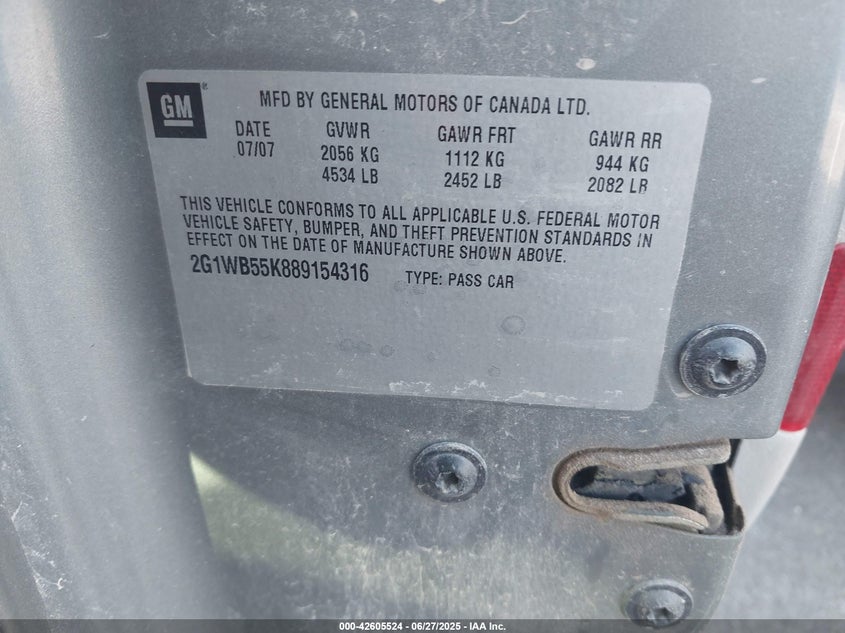 GM®
MFD BY GENERAL MOTORS OF CANADA LTD.
DATE GVWR GAWR FRT GAWR RR
07/07 2056 KG 1112 KG 944 KG
4534 LB 2452 LB 2082 LB
THIS VEHICLE CONFORMS TO ALL APPLICABLE U.S. FEDERAL MOTOR
VEHICLE SAFETY, BUMPER, AND THEFT PREVENTION STANDARDS IN
EFFECT ON THE DATE OF MANUFACTURE SHOWN ABOVE.
2G1WB55K889154316 TYPE: PASS CAR
000-42605524 - 06/27/2025 - IAA Inc.